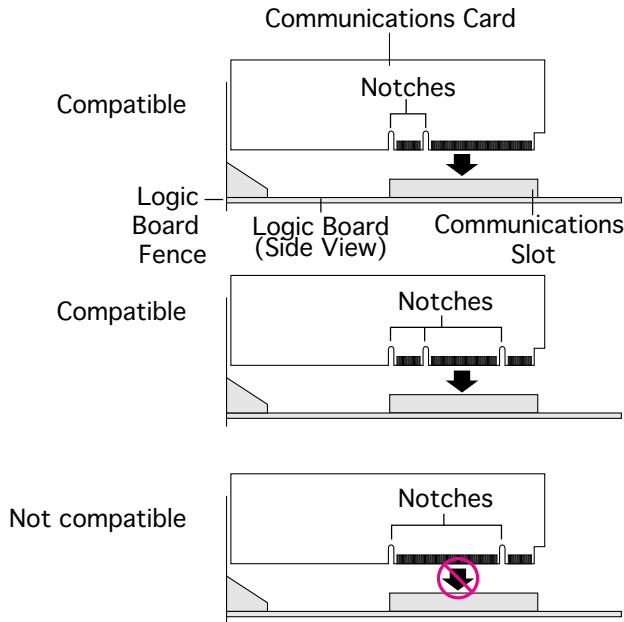 Communications Card
Compatible
Notches
Logic
Board
Fence
Logic Board
(Side View)
Communications
Slot
Compatible
Notches
Not compatible
Notches